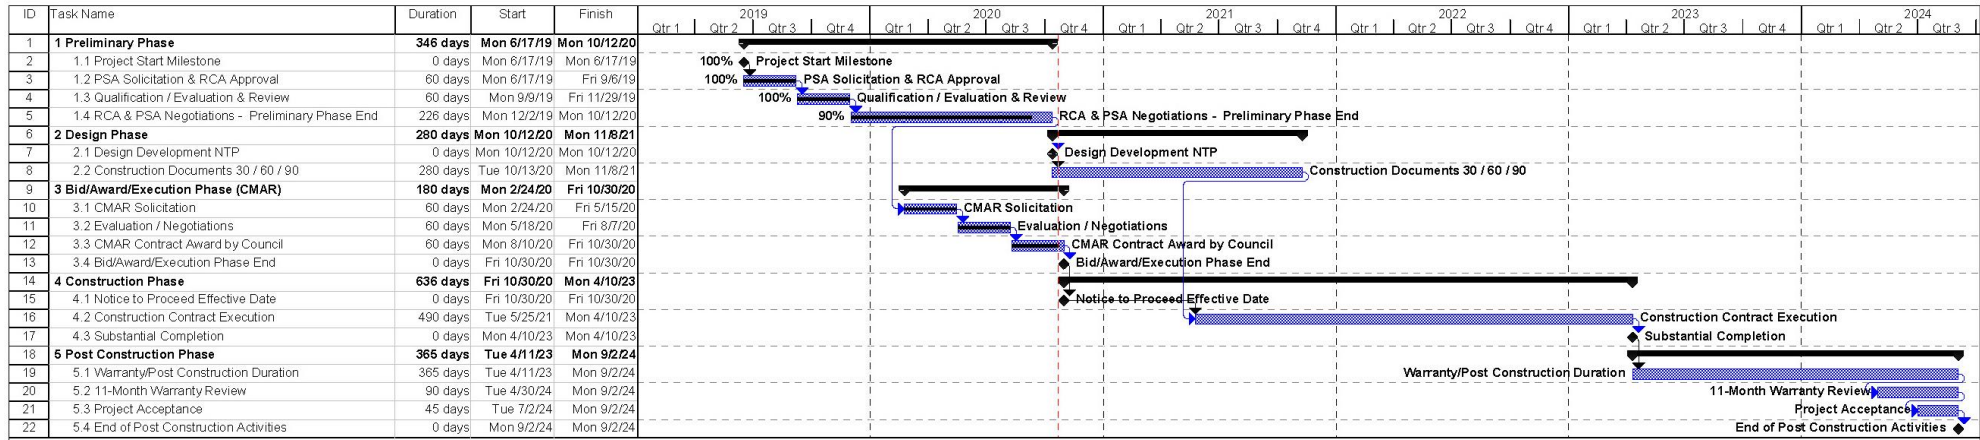 ID Task Name Duration Start Finish 2019 2020 2021 2022 2023 2024
Qtr 1 Qtr 2 Qtr 3 Qtr 4 Qtr 1 Qtr 2 Qtr 3 Qtr 4 Qtr 1 Qtr 2 Qtr 3 Qtr 4 Qtr 1 Qtr 2 Qtr 3 Qtr 4 Qtr 1 Qtr 2 Qtr 3 Qtr 4 Qtr 1 Qtr 2 Qtr 3
1 1 Preliminary Phase 346 days Mon 6/17/19 Mon 10/12/20
2 1.1 Project Start Milestone 0 days Mon 6/17/19 Mon 6/17/19 100% Project Start Milestone
3 1.2 PSA Solicitation & RCA Approval 60 days Mon 6/17/19 Fri 9/6/19 100% PSA Solicitation & RCA Approval
4 1.3 Qualification / Evaluation & Review 60 days Mon 9/9/19 Fri 11/29/19 100% Qualification / Evaluation & Review
5 1.4 RCA & PSA Negotiations - Preliminary Phase End 226 days Mon 12/2/19 Mon 10/12/20 90% RCA & PSA Negotiations - Preliminary Phase End
6 2 Design Phase 280 days Mon 10/12/20 Mon 11/8/21
7 2.1 Design Development NTP 0 days Mon 10/12/20 Mon 10/12/20 Design Development NTP
8 2.2 Construction Documents 30 / 60 / 90 280 days Tue 10/13/20 Mon 11/8/21 Construction Documents 30 / 60 / 90
9 3 Bid/Award/Execution Phase (CMAR) 180 days Mon 2/24/20 Fri 10/30/20
10 3.1 CMAR Solicitation 60 days Mon 2/24/20 Fri 5/15/20 CMAR Solicitation
11 3.2 Evaluation / Negotiations 60 days Mon 5/18/20 Fri 8/7/20 Evaluation / Negotiations
12 3.3 CMAR Contract Award by Council 60 days Mon 8/10/20 Fri 10/30/20 CMAR Contract Award by Council
13 3.4 Bid/Award/Execution Phase End 0 days Fri 10/30/20 Fri 10/30/20 Bid/Award/Execution Phase End
14 4 Construction Phase 636 days Fri 10/30/20 Mon 4/10/23
15 4.1 Notice to Proceed Effective Date 0 days Fri 10/30/20 Fri 10/30/20 Notice to Proceed Effective Date
16 4.2 Construction Contract Execution 490 days Tue 5/25/21 Mon 4/10/23 Construction Contract Execution
17 4.3 Substantial Completion 0 days Mon 4/10/23 Mon 4/10/23 Substantial Completion
18 5 Post Construction Phase 365 days Tue 4/11/23 Mon 9/2/24
19 5.1 Warranty/Post Construction Duration 365 days Tue 4/11/23 Mon 9/2/24 Warranty/Post Construction Duration
20 5.2 11-Month Warranty Review 90 days Tue 4/30/24 Mon 9/2/24 11-Month Warranty Review
21 5.3 Project Acceptance 45 days Tue 7/2/24 Mon 9/2/24 Project Acceptance
22 5.4 End of Post Construction Activities 0 days Mon 9/2/24 Mon 9/2/24 End of Post Construction Activities